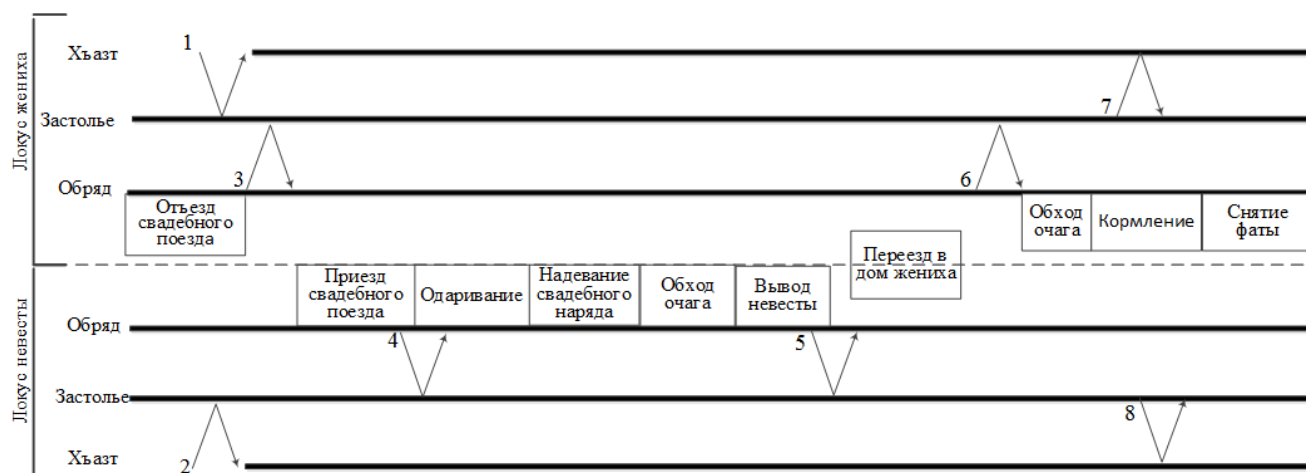 Локус жениха
Хъазт
1
7
Застолье
3
6
Обряд
Отъезд
свадебного
поезда
Обход
очага
Кормление
Снятие
фаты
Переезд в
дом жениха
Локус невесты
Приезд
свадебного
поезда
Одаривание
Надевание
свадебного
наряда
Обход
очага
Вывод
невесты
Обряд
4
5
Застолье
8
Хъазт
2